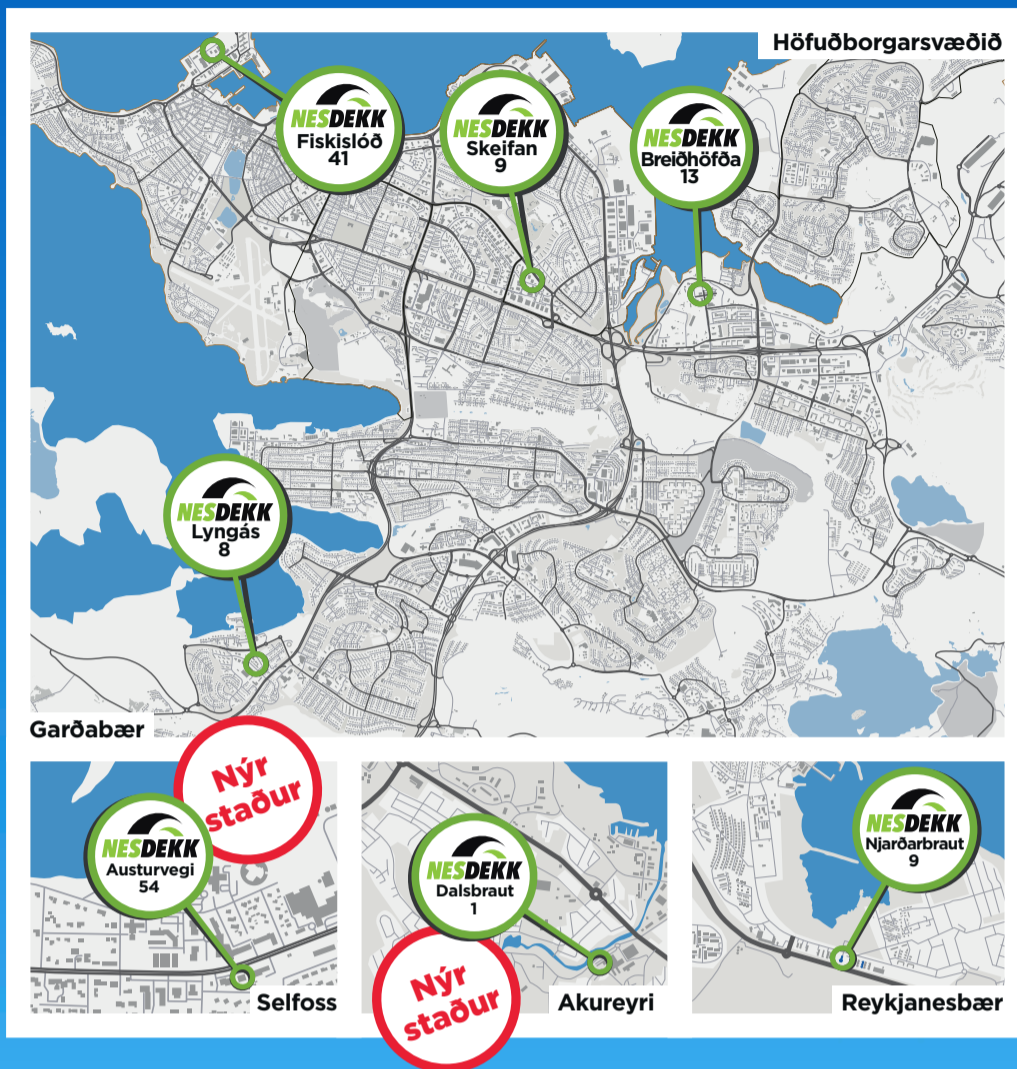 Höfuðborgarsvæðið
NESDEKK
Fiskislóð
41
NESDEKK
Skeifan
9
NESDEKK
Breiðhöfða
13
NESDEKK
Lyngás
8
Garðabær
Nýr
staður
NESDEKK
Austurvegi
54
Selfoss
NESDEKK
Dalsbraut
1
Nýr
staður
Akureyri
NESDEKK
Njarðarbraut
9
Reykjanesbær